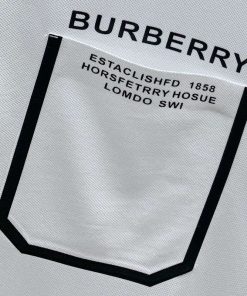 BURBERRY
ESTACLISHFD 1858
HORSFETRRY HOSUE
LOMDO SWI